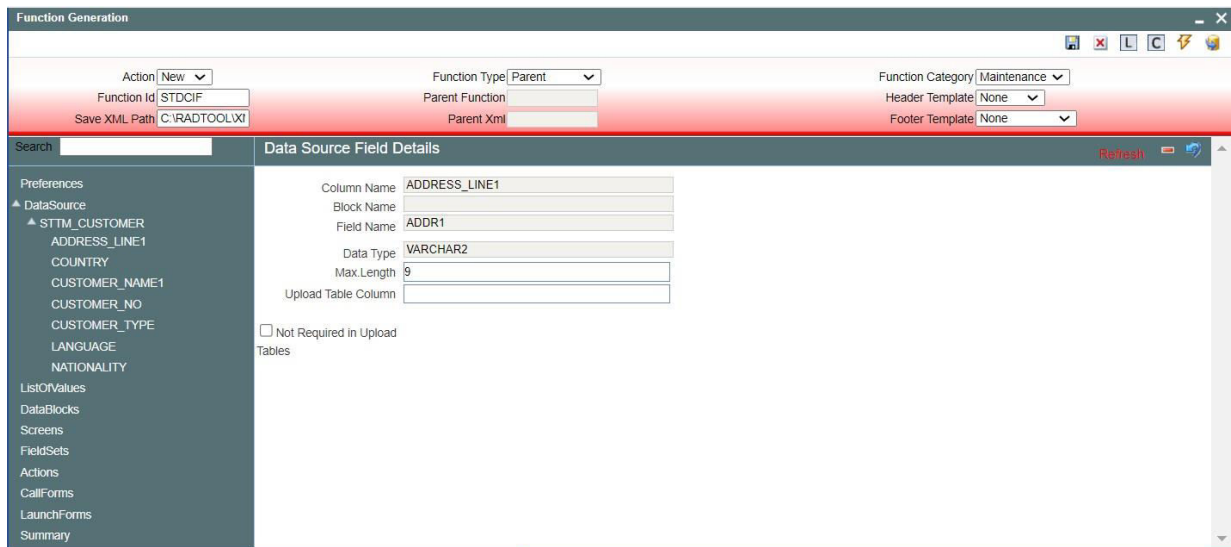 Function Generation
L C
Action New Function Type Parent Function Category Maintenance
Function Id STDCIF Parent Function Header Template None
Save XML Path C:\RADTOOL\XI Parent Xml Footer Template None
Search Data Source Field Details Refresh
Preferences
DataSource
STTM_CUSTOMER
ADDRESS_LINE1
COUNTRY
CUSTOMER_NAME1
CUSTOMER_NO
CUSTOMER_TYPE
LANGUAGE
NATIONALITY
ListOfValues
DataBlocks
Screens
FieldSets
Actions
CallForms
LaunchForms
Summary
Column Name ADDRESS_LINE1
Block Name
Field Name ADDR1
Data Type VARCHAR2
Max.Length 9
Upload Table Column
Not Required in Upload
Tables